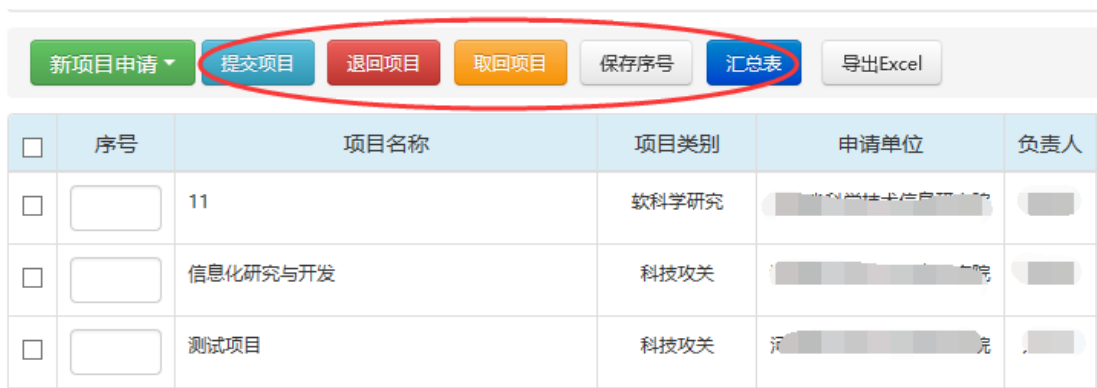 新项目申请 提交项目 退回项目 取回项目 保存序号 汇总表 导出Excel
序号 项目名称 项目类别 申请单位 负责人
11 软科学研究
信息化研究与开发 科技攻关 院
测试项目 科技攻关